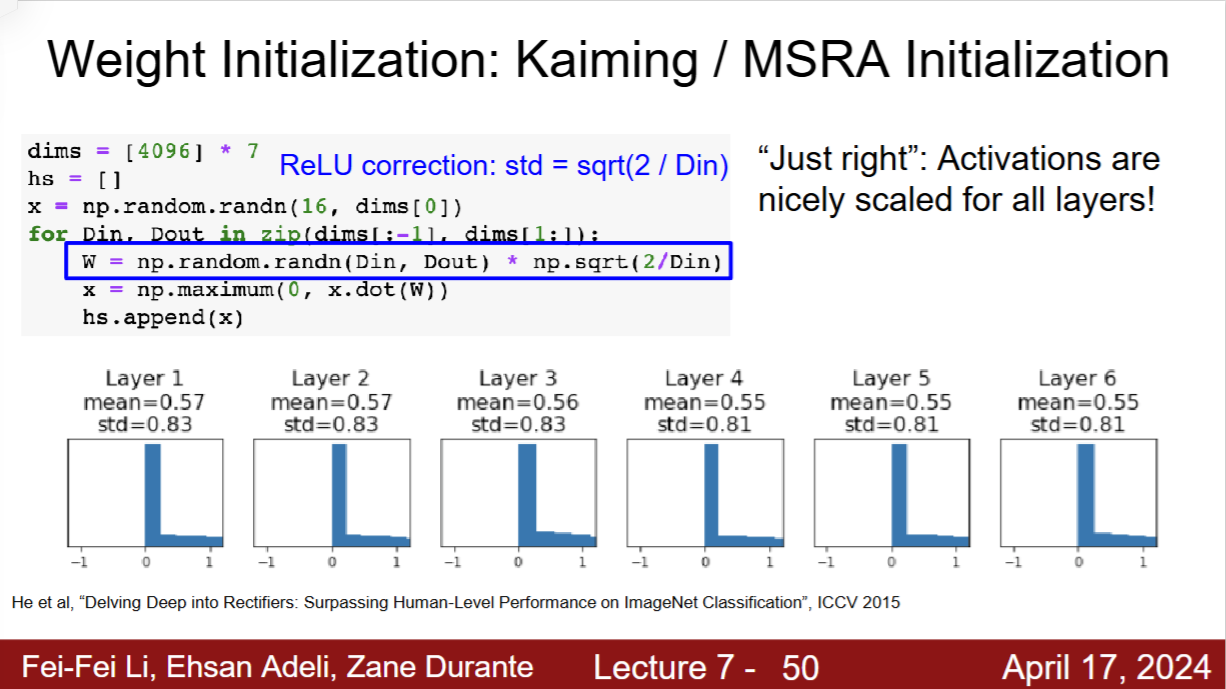 Weight Initialization: Kaiming / MSRA Initialization
dims = [4096] * 7
ReLU correction: std = sqrt(2 / Din)
hs = []
x = np.random.randn(16, dims[0])
for Din, Dout in zip(dims[:-1], dims[1:]):
W = np.random.randn(Din, Dout) * np.sqrt(2/Din)
x = np.maximum(0, x.dot(W))
hs.append(x)
“Just right”: Activations are
nicely scaled for all layers!
Layer 1
mean=0.57
std=0.83
-1 0 1
Layer 2
mean=0.57
std=0.83
-1 0 1
Layer 3
mean=0.56
std=0.83
-1 0 1
Layer 4
mean=0.55
std=0.81
-1 0 1
Layer 5
mean=0.55
std=0.81
-1 0 1
Layer 6
mean=0.55
std=0.81
-1 0 1
He et al, “Delving Deep into Rectifiers: Surpassing Human-Level Performance on ImageNet Classification”, ICCV 2015
Fei-Fei Li, Ehsan Adeli, Zane Durante
Lecture 7 - 50
April 17, 2024